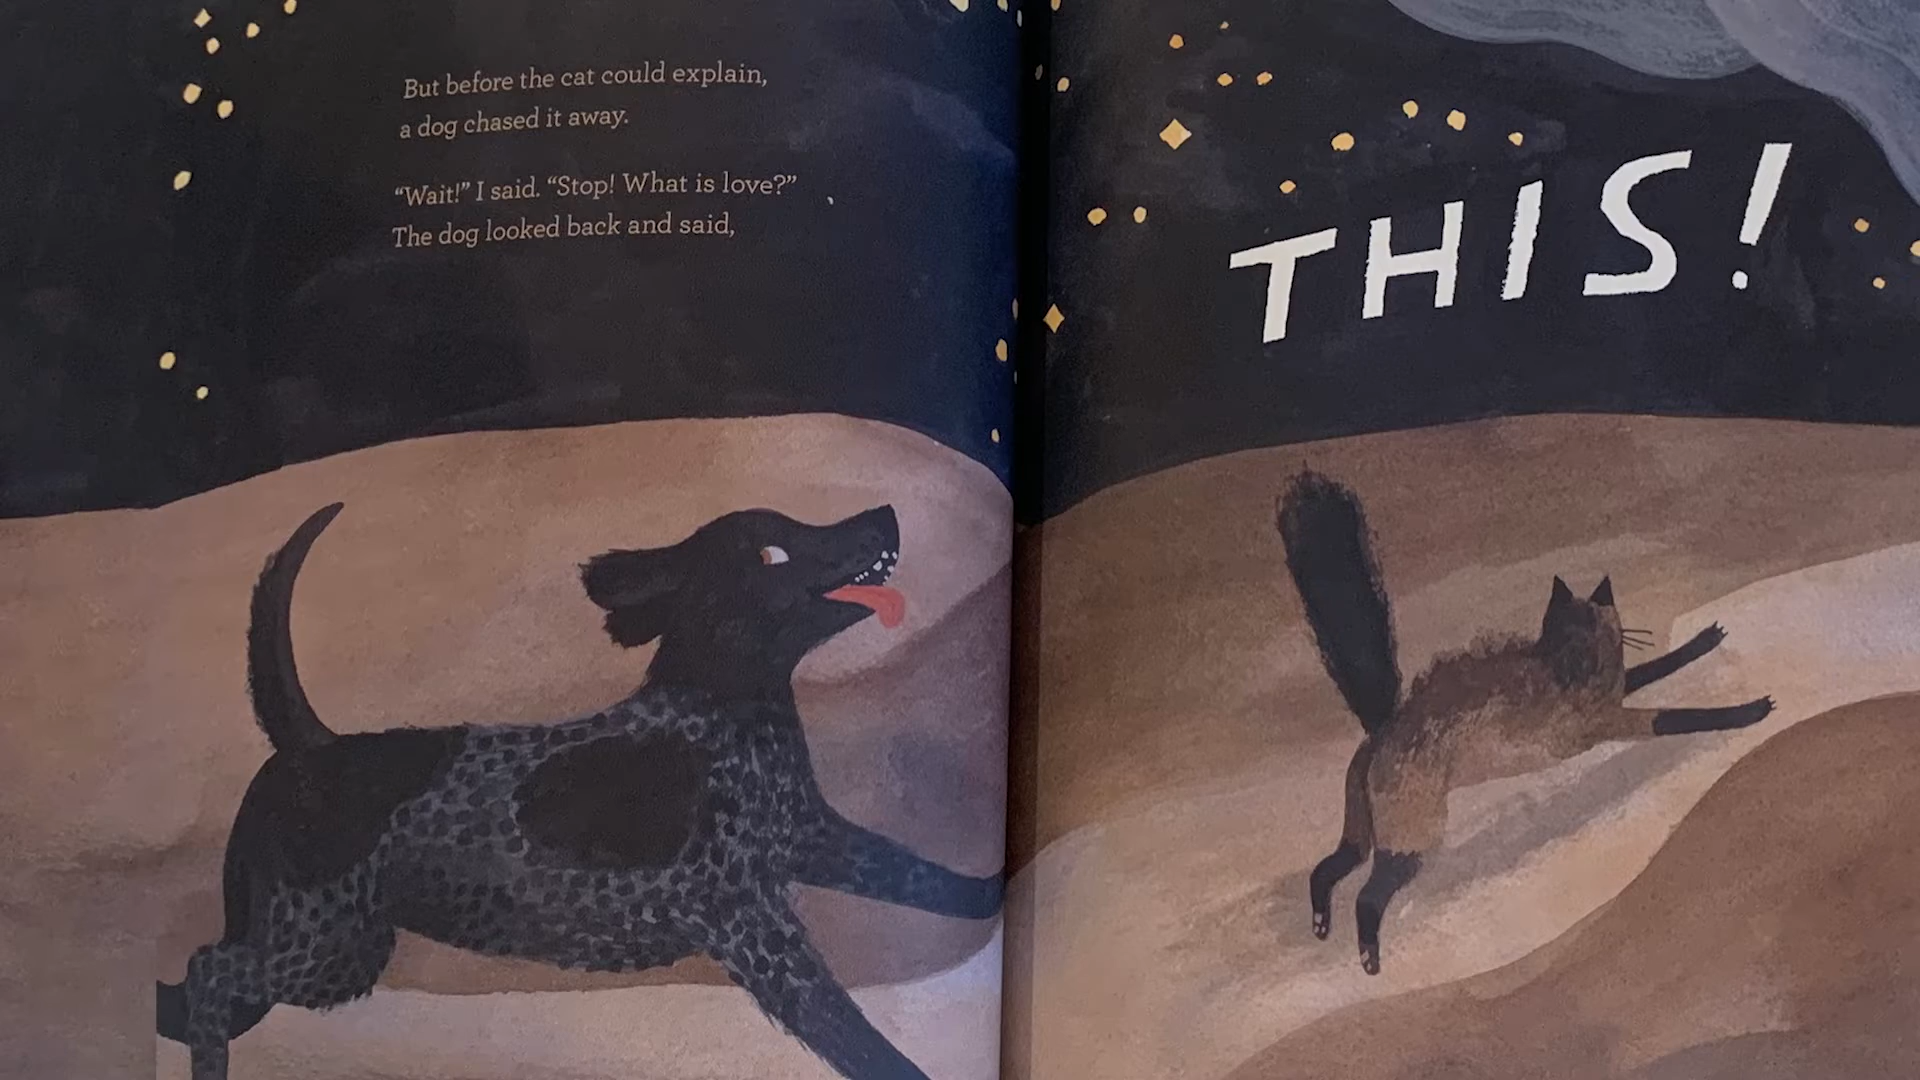 But before the cat could explain,
a dog chased it away.
“Wait!” I said. “Stop! What is love?”
The dog looked back and said,
THIS!